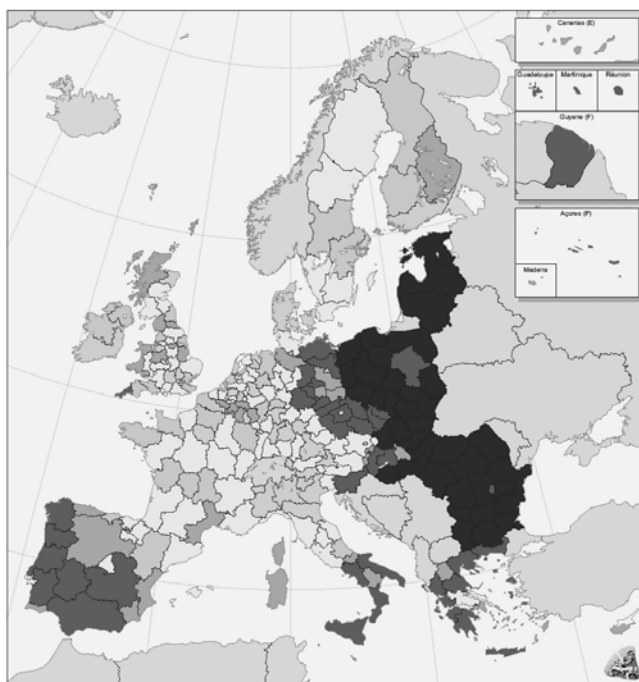 Canarias (E)
Guadeloupe
Martinique
Réunion
Guyane (F)
Açores (P)
Madeira